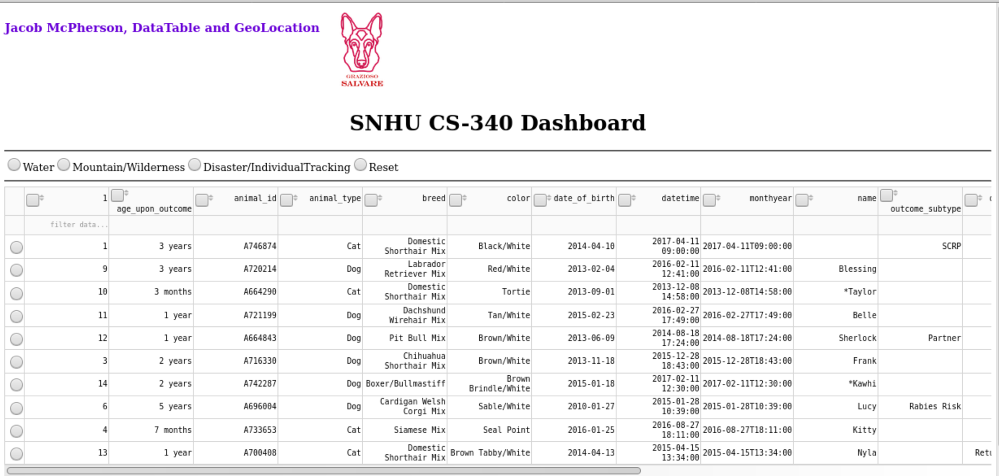 Jacob McPherson, DataTable and GeoLocation
GRAZIOSO
SALVARE
SNHU CS-340 Dashboard
Water Mountain/Wilderness Disaster/IndividualTracking Reset
1 age_upon_outcome animal_id animal_type breed color date_of_birth datetime monthyear name outcome_subtype
filter data...
1 3 years A746874 Cat Domestic Shorthair Mix Black/White 2014-04-10 2017-04-11 09:00:00 2017-04-11T09:00:00 SCRP
9 3 years A720214 Dog Labrador Retriever Mix Red/White 2013-02-04 2016-02-11 12:41:00 2016-02-11T12:41:00 Blessing
10 3 months A664290 Cat Domestic Shorthair Mix Tortie 2013-09-01 2013-12-08 14:58:00 2013-12-08T14:58:00 *Taylor
11 1 year A721199 Dog Dachshund Wirehair Mix Tan/White 2015-02-23 2016-02-27 17:49:00 2016-02-27T17:49:00 Belle
12 1 year A664843 Dog Pit Bull Mix Brown/White 2013-06-09 2014-08-18 17:24:00 2014-08-18T17:24:00 Sherlock Partner
3 2 years A716330 Dog Chihuahua Shorthair Mix Brown/White 2013-11-18 2015-12-28 18:43:00 2015-12-28T18:43:00 Frank
14 2 years A742287 Dog Boxer/Bullmastiff Brown Brindle/White 2015-01-18 2017-02-11 12:30:00 2017-02-11T12:30:00 *Kawhi
6 5 years A696004 Dog Cardigan Welsh Corgi Mix Sable/White 2010-01-27 2015-01-28 10:39:00 2015-01-28T10:39:00 Lucy Rabies Risk
4 7 months A733653 Cat Siamese Mix Seal Point 2016-01-25 2016-08-27 18:11:00 2016-08-27T18:11:00 Kitty
13 1 year A700408 Cat Domestic Shorthair Mix Brown Tabby/White 2014-04-13 2015-04-15 13:34:00 2015-04-15T13:34:00 Nyla